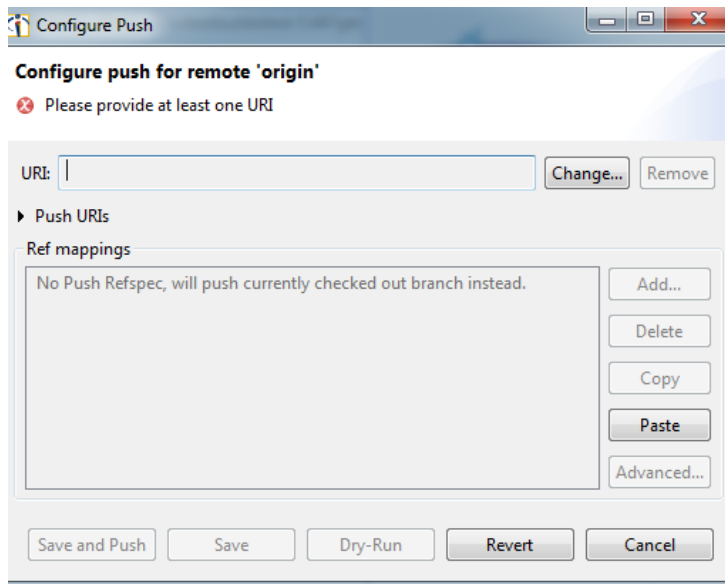 Configure Push
Configure push for remote 'origin'
Please provide at least one URI
URI: Change... Remove
Push URIs
Ref mappings
No Push Refspec, will push currently checked out branch instead.
Add...
Delete
Copy
Paste
Advanced...
Save and Push Save Dry-Run Revert Cancel